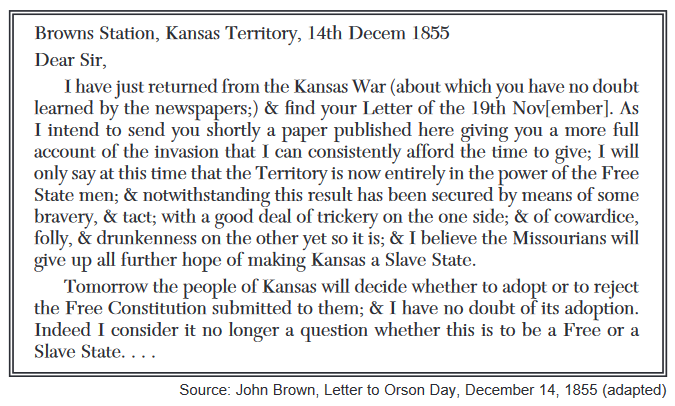 Browns Station, Kansas Territory, 14th Decem 1855
Dear Sir,
I have just returned from the Kansas War (about which you have no doubt
learned by the newspapers;) & find your Letter of the 19th Nov[ember]. As
I intend to send you shortly a paper published here giving you a more full
account of the invasion that I can consistently afford the time to give; I will
only say at this time that the Territory is now entirely in the power of the Free
State men; & notwithstanding this result has been secured by means of some
bravery, & tact; with a good deal of trickery on the one side; & of cowardice,
folly, & drunkenness on the other yet so it is; & I believe the Missourians will
give up all further hope of making Kansas a Slave State.
Tomorrow the people of Kansas will decide whether to adopt or to reject
the Free Constitution submitted to them; & I have no doubt of its adoption.
Indeed I consider it no longer a question whether this is to be a Free or a
Slave State. . . .
Source: John Brown, Letter to Orson Day, December 14, 1855 (adapted)